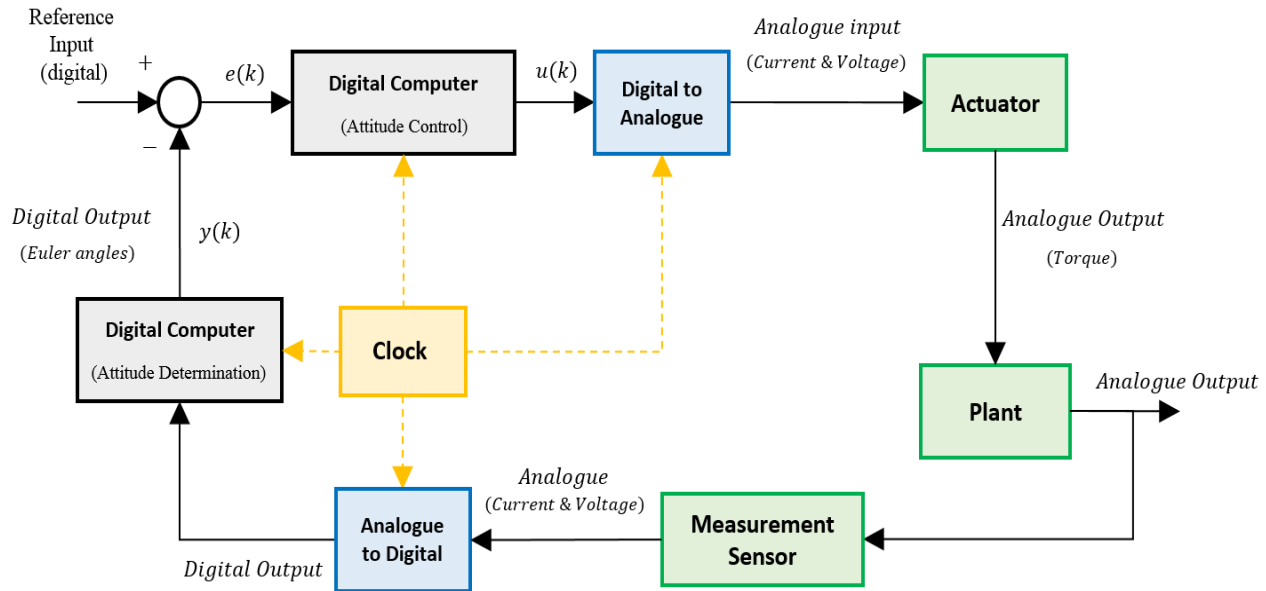 Reference
Input
(digital)
+
−
e(k)
Digital Computer
(Attitude Control)
u(k)
Digital to
Analogue
Analogue input
(Current & Voltage)
Actuator
Analogue Output
(Torque)
Digital Output
(Euler angles)
y(k)
Digital Computer
(Attitude Determination)
Clock
Plant
Analogue Output
Analogue
(Current & Voltage)
Analogue
to Digital
Measurement
Sensor
Digital Output